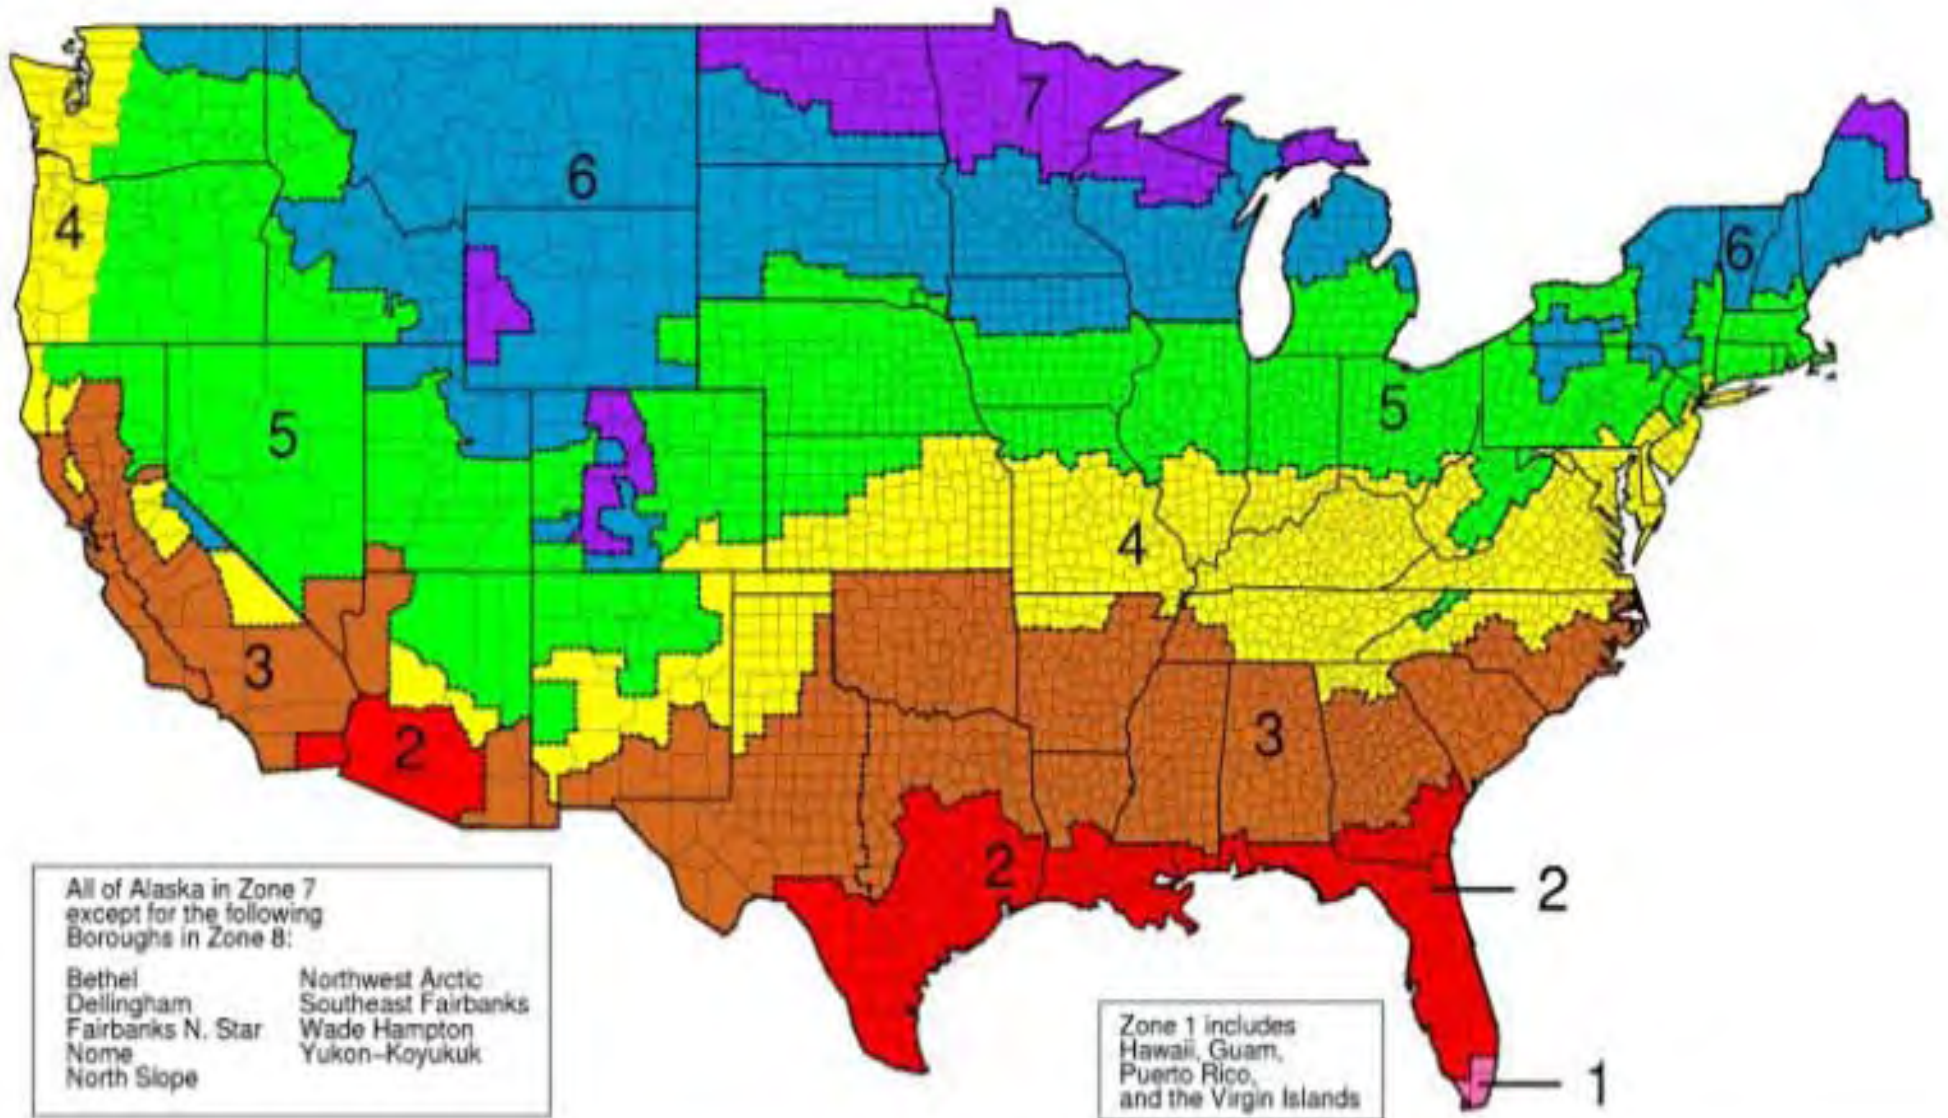 7
6
4
6
5
5
4
3
2
3
2
2
1
All of Alaska in Zone 7
except for the following
Boroughs in Zone 8:
Bethel Northwest Arctic
Dellingham Southeast Fairbanks
Fairbanks N. Star Wade Hampton
Nome Yukon-Koyukuk
North Slope
Zone 1 includes
Hawaii, Guam,
Puerto Rico,
and the Virgin Islands